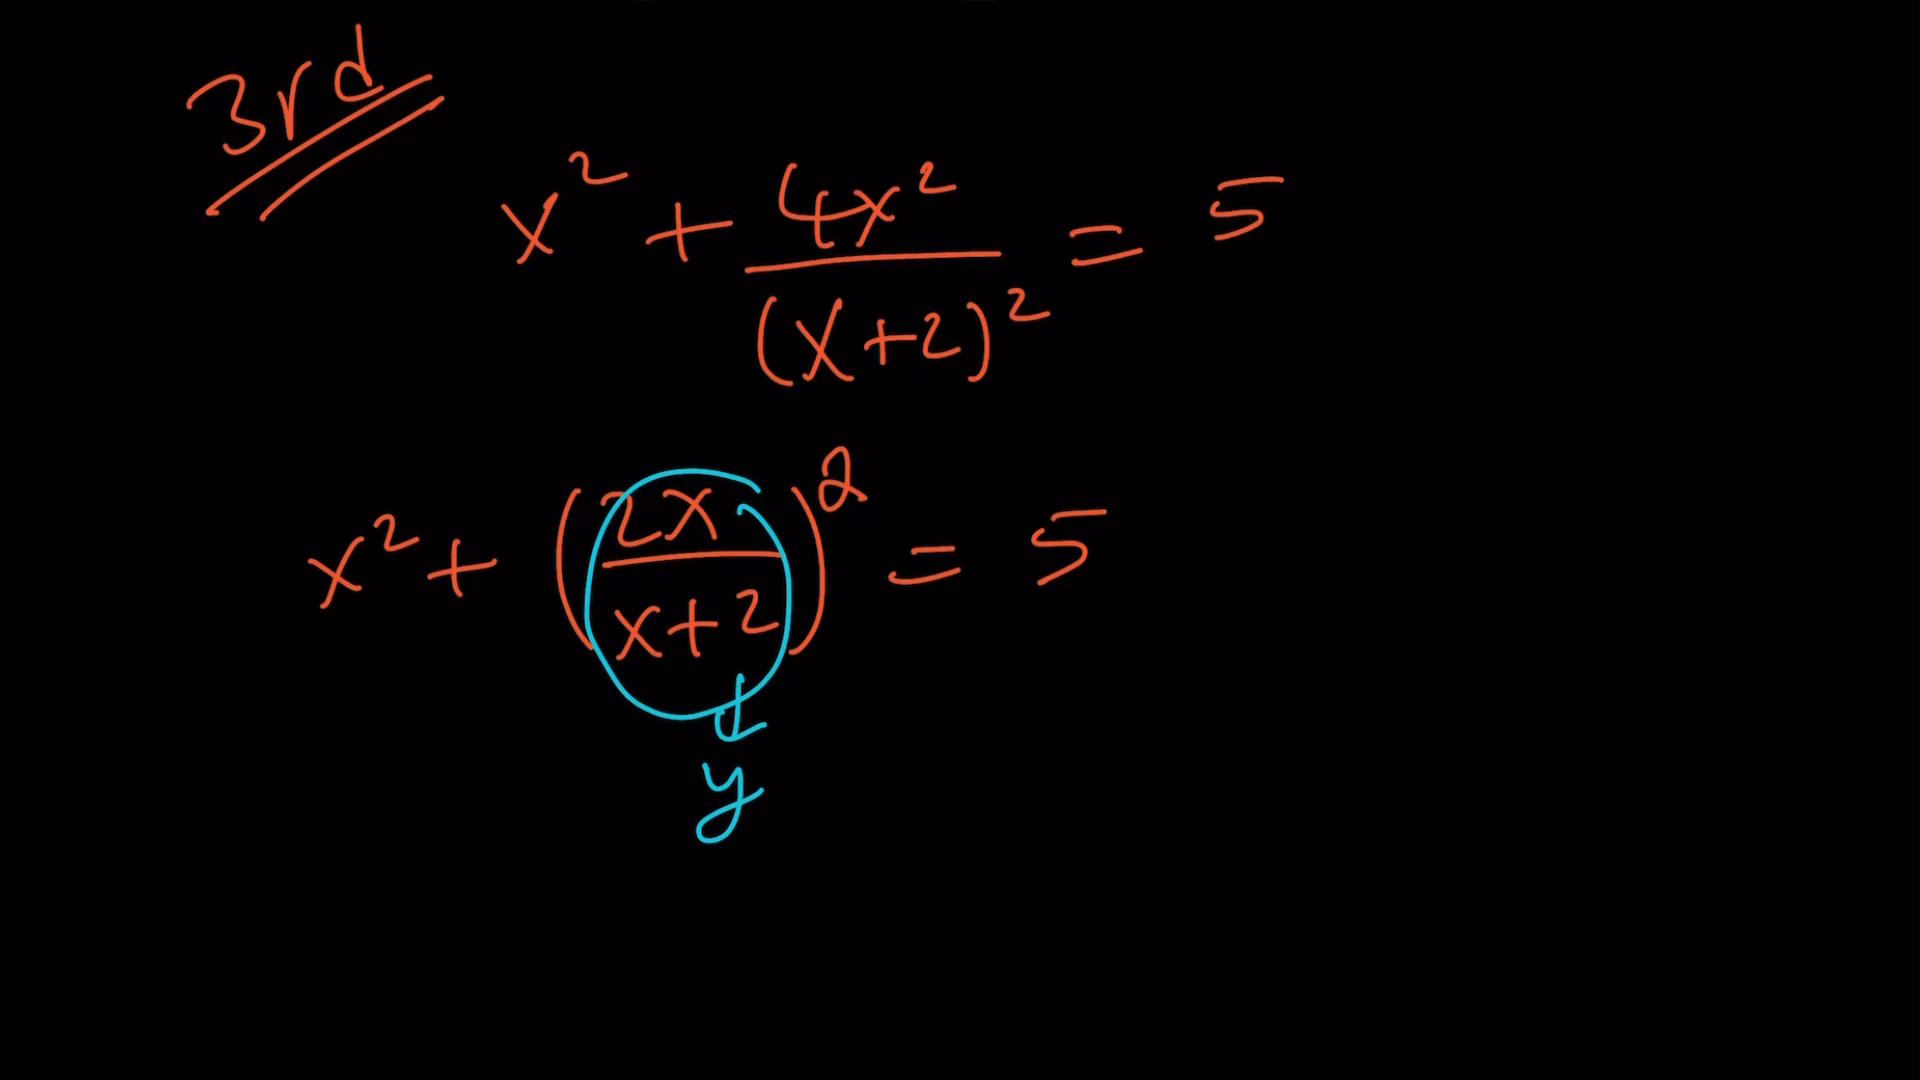 3rd
x² + 4x²/(x+2)² = 5
x² + (2x/x+2)² = 5
y